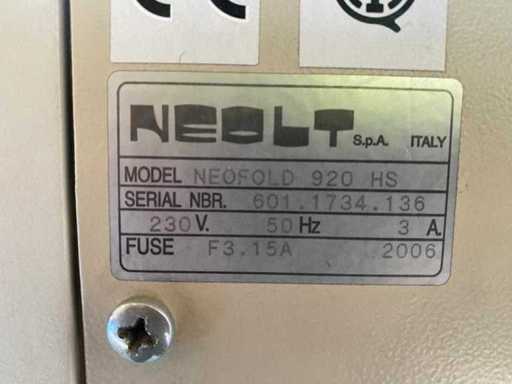 CE
Q
NEOLT S.p.A. ITALY
MODEL NEOFOLD 920 HS
SERIAL NBR. 601.1734.136
230 V. 50 Hz 3 A.
FUSE F3.15A 2006